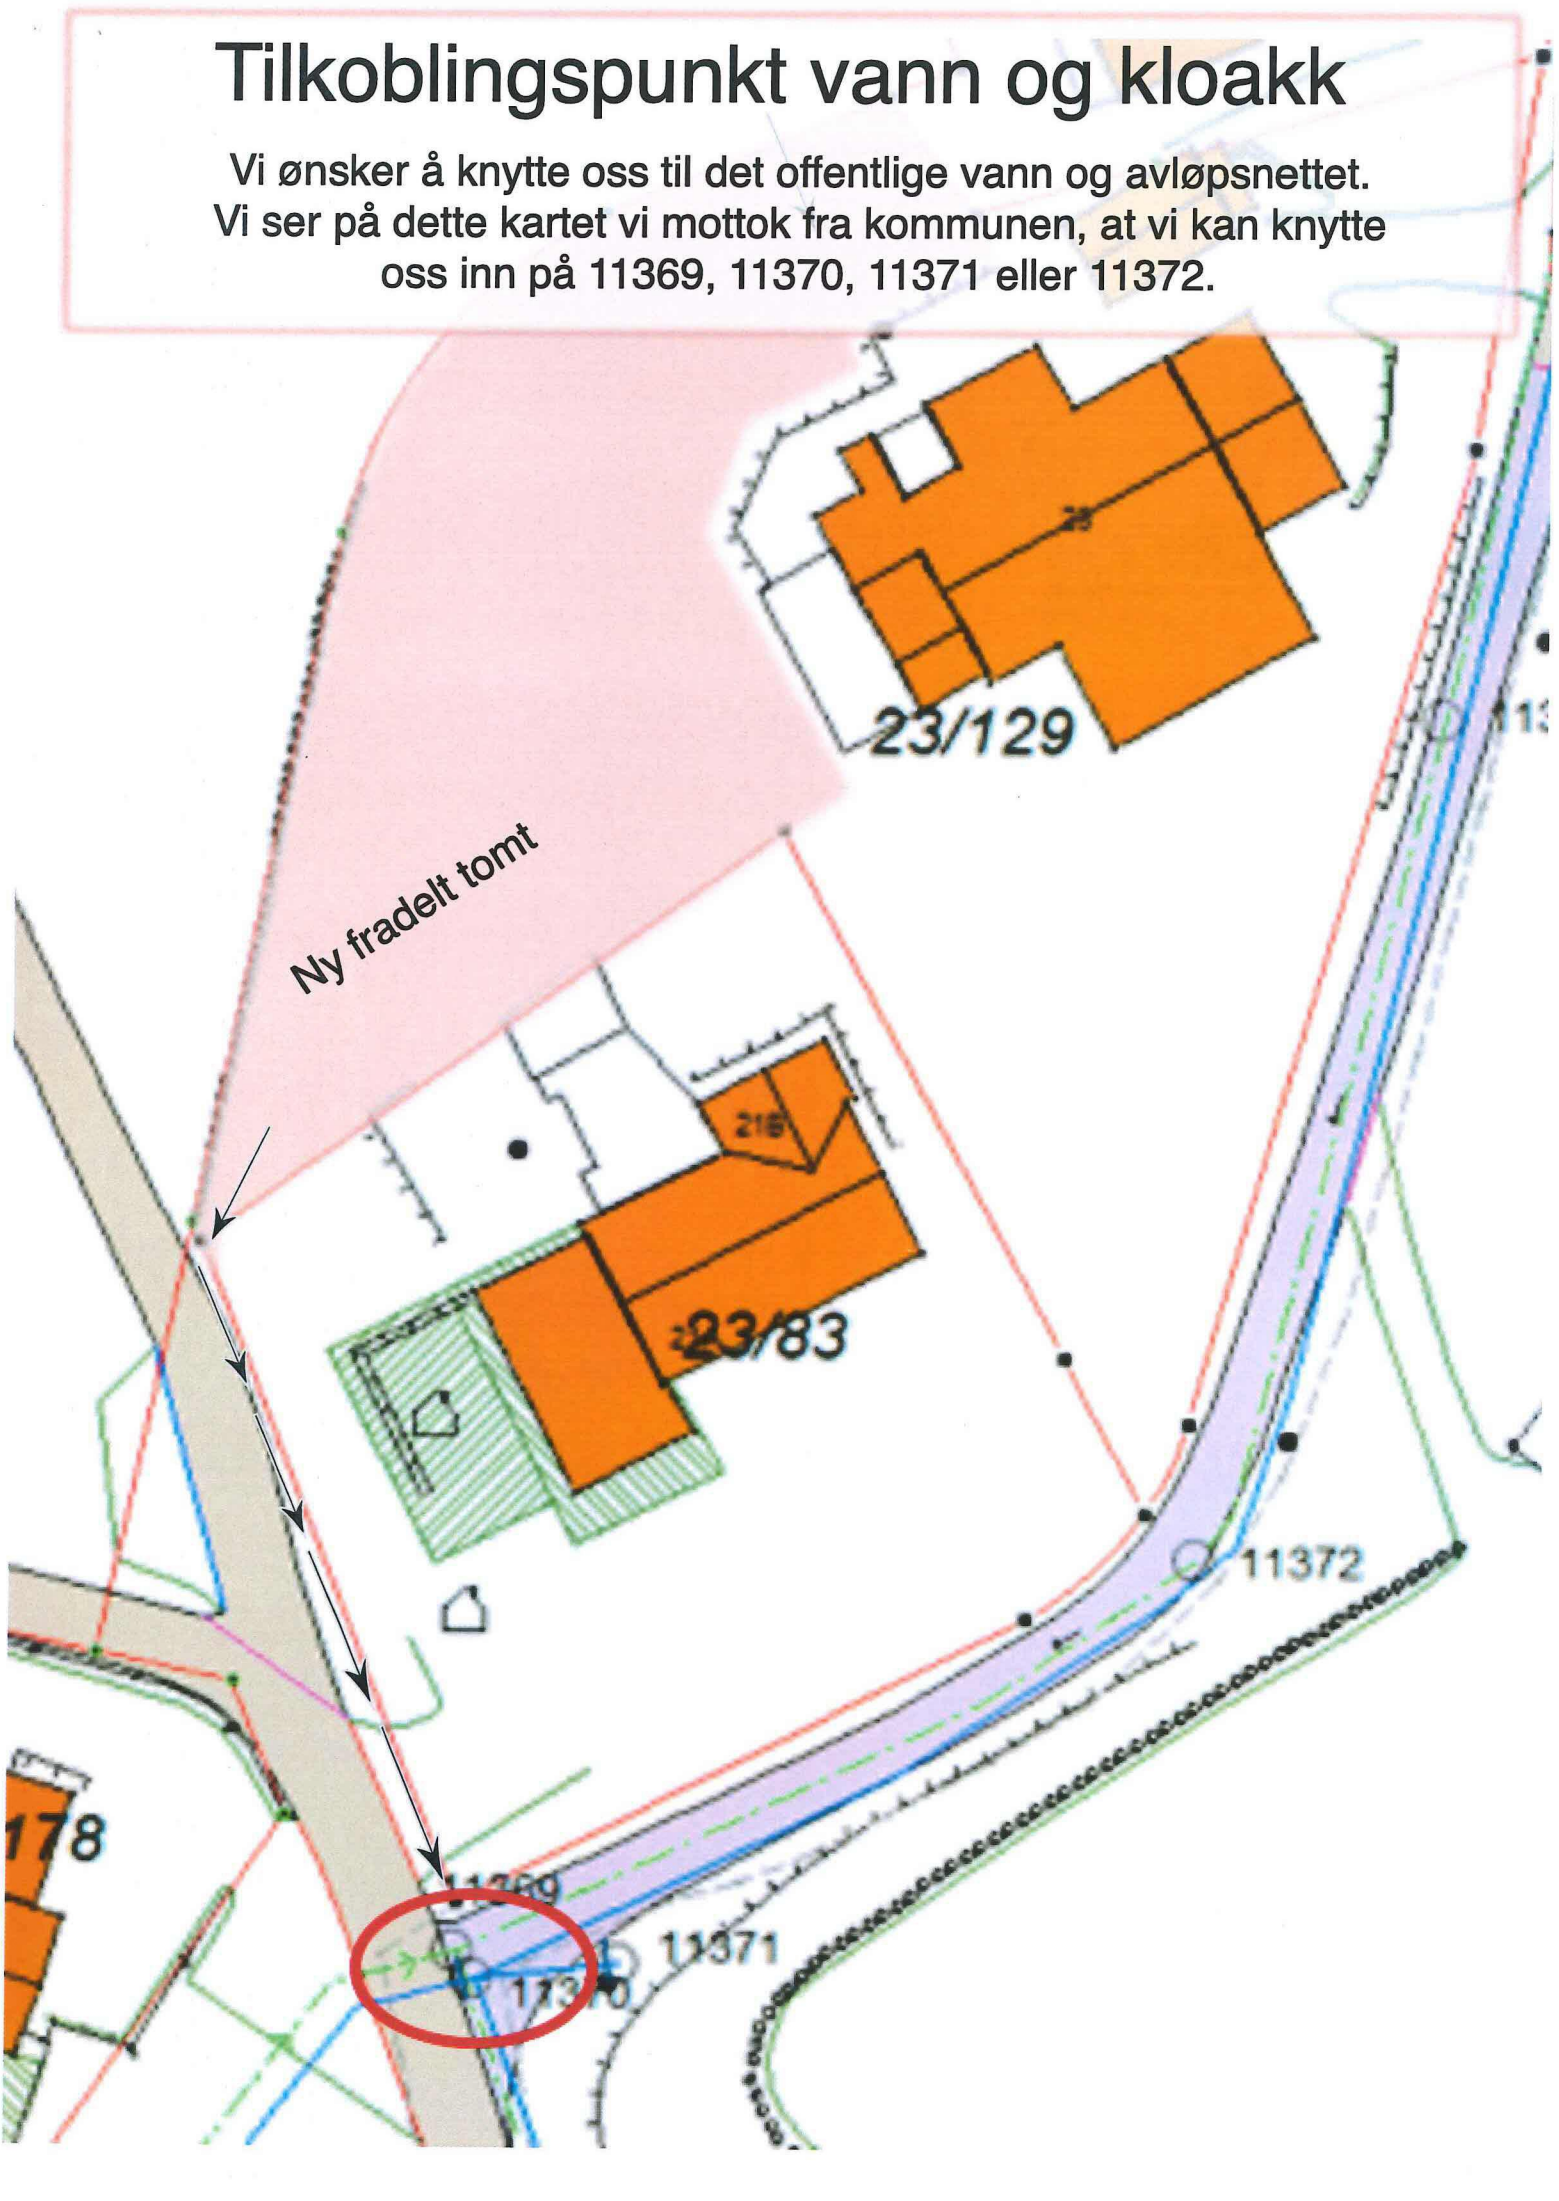 Tilkoblingspunkt vann og kloakk
Vi ønsker å knytte oss til det offentlige vann og avløpsnettet.
Vi ser på dette kartet vi mottok fra kommunen, at vi kan knytte
oss inn på 11369, 11370, 11371 eller 11372.
23/129
Ny fradelt tomt
23/83
11372
178
11369
11371
11370